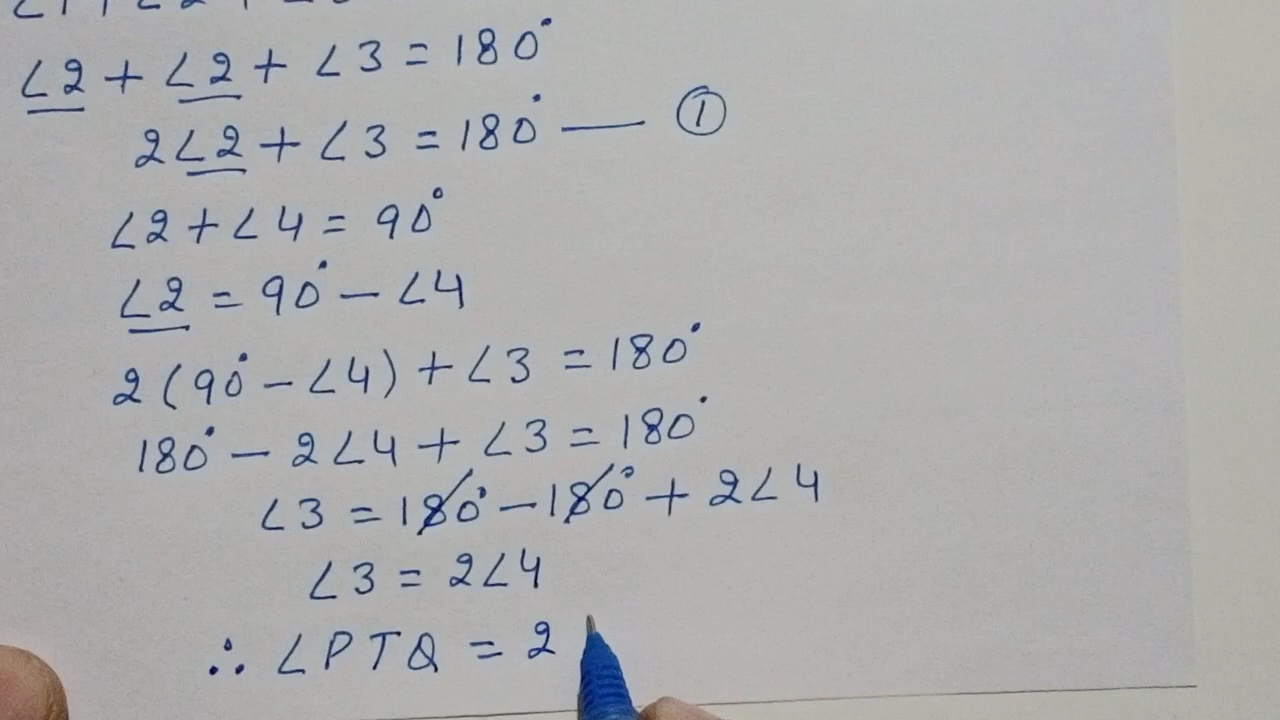 ∠2 + ∠2 + ∠3 = 180°
2∠2 + ∠3 = 180° — ①
∠2 + ∠4 = 90°
∠2 = 90° - ∠4
2(90° - ∠4) + ∠3 = 180°
180° - 2∠4 + ∠3 = 180°
∠3 = 180° - 180° + 2∠4
∠3 = 2∠4
∴ ∠PTQ = 2